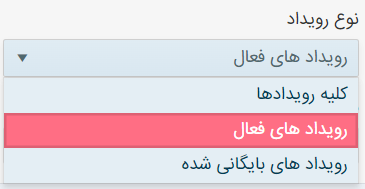 نوع رویداد
رویداد های فعال
کلیه رویدادها
رویداد های فعال
رویداد های بایگانی شده